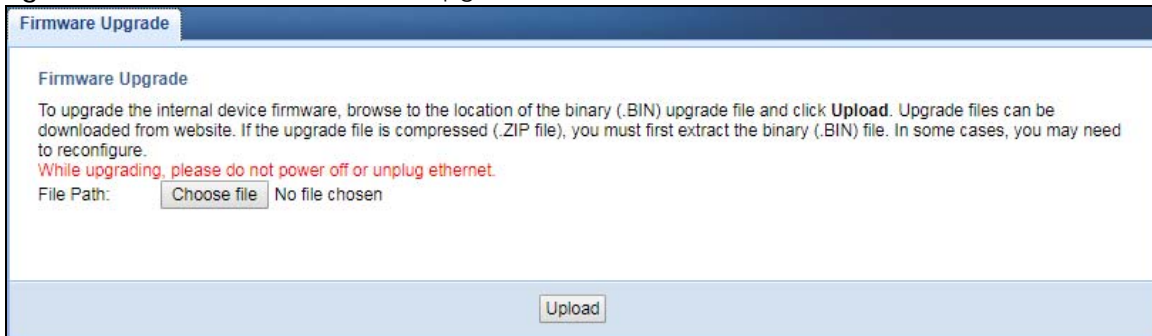 Firmware Upgrade
Firmware Upgrade
To upgrade the internal device firmware, browse to the location of the binary (.BIN) upgrade file and click Upload. Upgrade files can be
downloaded from website. If the upgrade file is compressed (.ZIP file), you must first extract the binary (.BIN) file. In some cases, you may need
to reconfigure.
While upgrading, please do not power off or unplug ethernet.
File Path: Choose file No file chosen
Upload